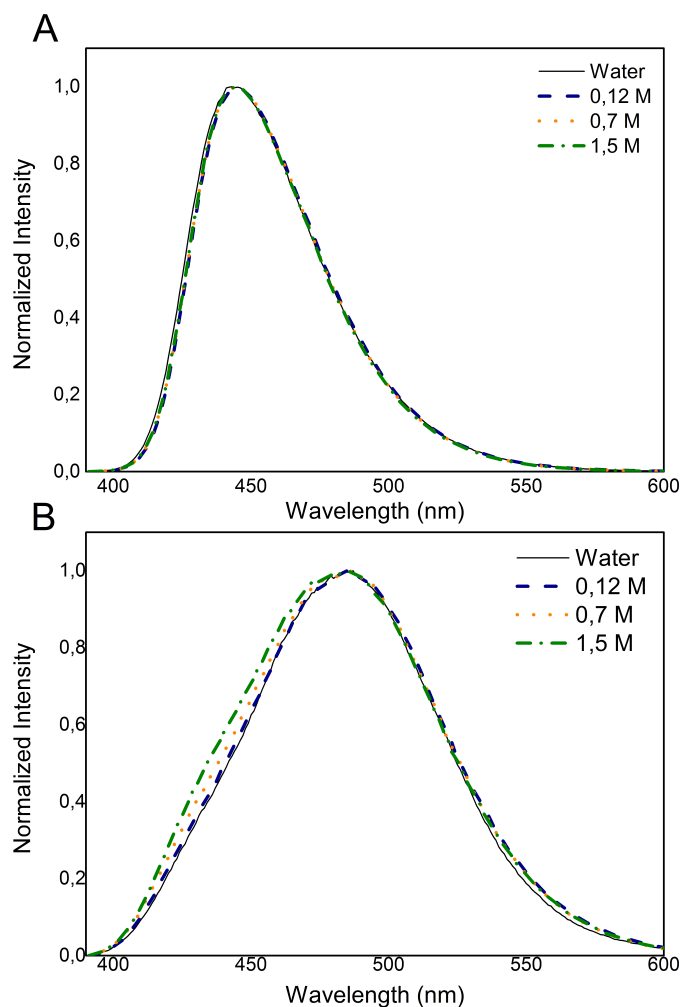 A
Water
0,12 M
0,7 M
1,5 M
1,0
0,8
0,6
0,4
0,2
0,0
Normalized Intensity
400 450 500 550 600
Wavelength (nm)
B
Water
0,12 M
0,7 M
1,5 M
1,0
0,8
0,6
0,4
0,2
0,0
Normalized Intensity
400 450 500 550 600
Wavelength (nm)